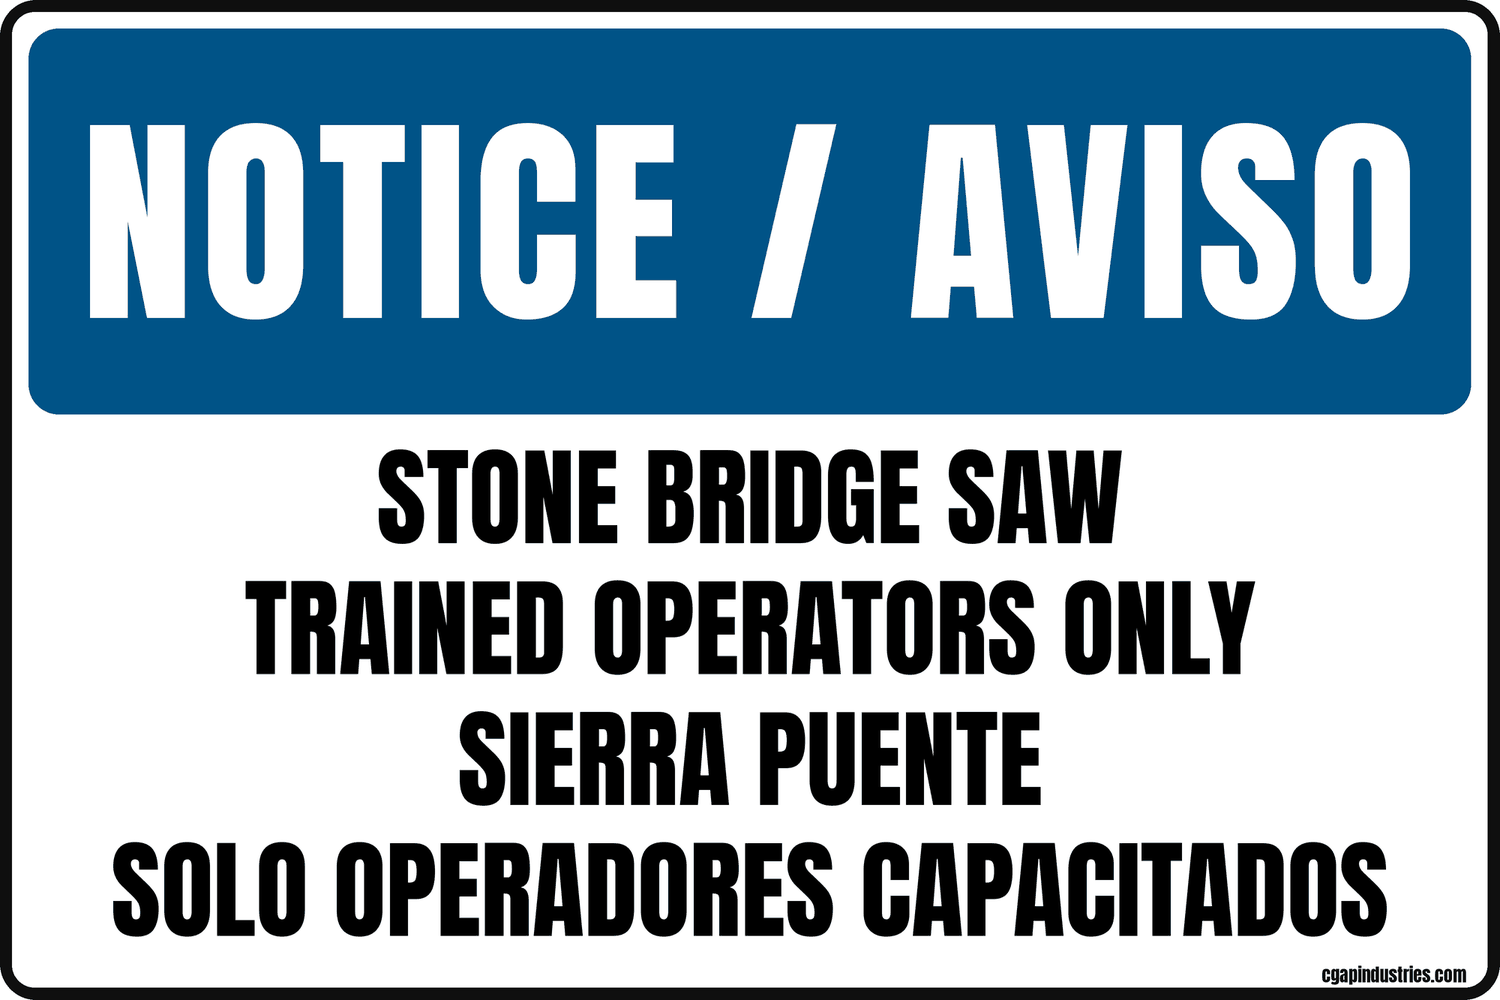 NOTICE / AVISO
STONE BRIDGE SAW
TRAINED OPERATORS ONLY
SIERRA PUENTE
SOLO OPERADORES CAPACITADOS
cgapindustries.com